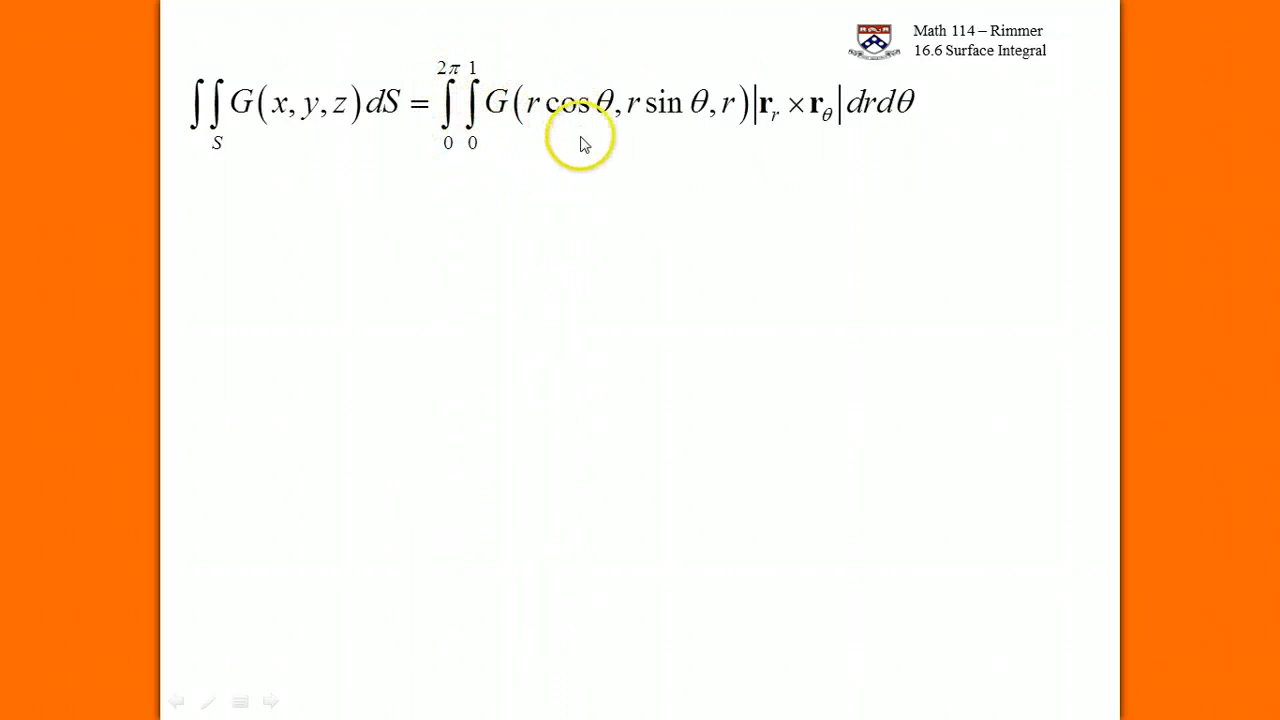 Math 114 – Rimmer
16.6 Surface Integral
∬_S G(x, y, z) dS = ∫_0^{2π} ∫_0^1 G(r cos θ, r sin θ, r) |r_r × r_θ| dr dθ